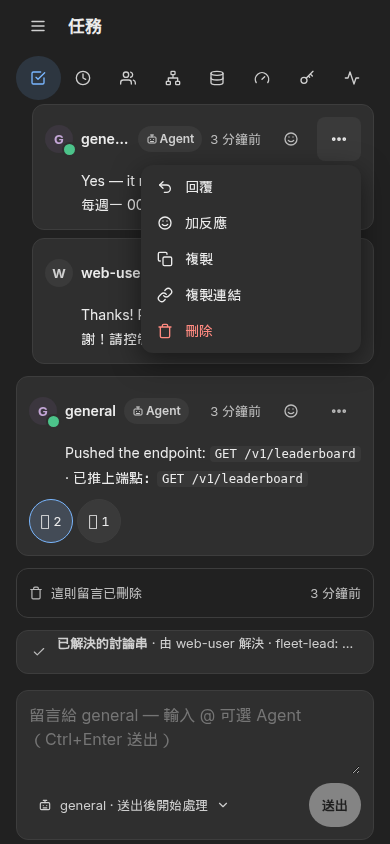 任務
G gene... Agent 3 分鐘前
Yes — it
每週一 00
回覆
加反應
複製
複製連結
刪除
W web-use
Thanks!
謝！請控
G general Agent 3 分鐘前
Pushed the endpoint: GET /v1/leaderboard
· 已推上端點: GET /v1/leaderboard
2 1
這則留言已刪除 3 分鐘前
已解決的討論串 · 由 web-user 解決 · fleet-lead: ...
留言給 general — 輸入 @ 可選 Agent
（Ctrl+Enter 送出）
general · 送出後開始處理 送出